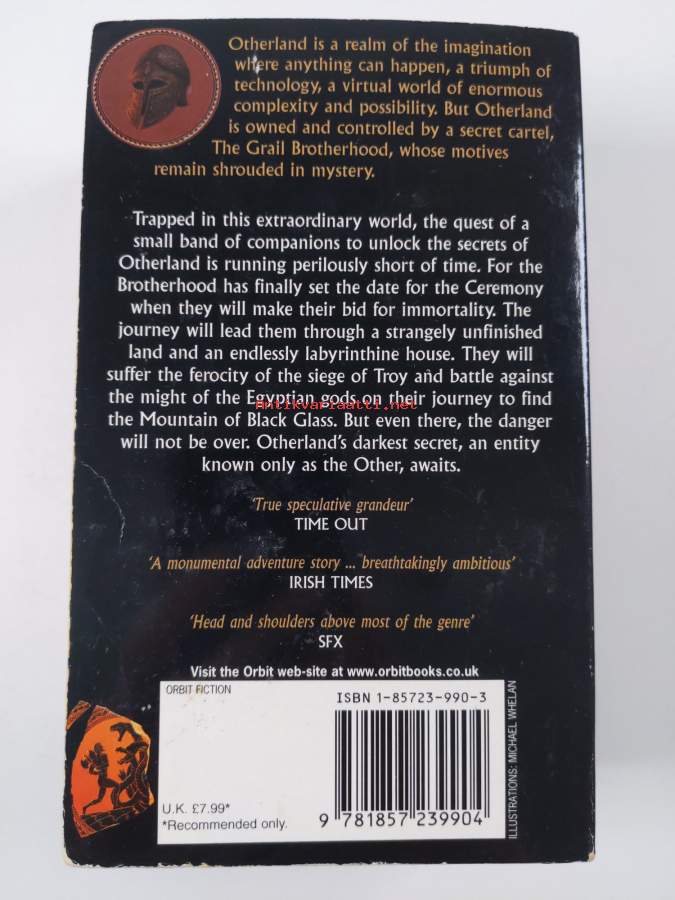 Otherland is a realm of the imagination
where anything can happen, a triumph of
technology, a virtual world of enormous
complexity and possibility. But Otherland
is owned and controlled by a secret cartel,
The Grail Brotherhood, whose motives
remain shrouded in mystery.
Trapped in this extraordinary world, the quest of a
small band of companions to unlock the secrets of
Otherland is running perilously short of time. For the
Brotherhood has finally set the date for the Ceremony
when they will make their bid for immortality. The
journey will lead them through a strangely unfinished
land and an endlessly labyrinthine house. They will
suffer the ferocity of the siege of Troy and battle against
the might of the Egyptian gods on their journey to find
antikvariaatti.net
the Mountain of Black Glass. But even there, the danger
will not be over. Otherland's darkest secret, an entity
known only as the Other, awaits.
'True speculative grandeur'
TIME OUT
'A monumental adventure story ... breathtakingly ambitious'
IRISH TIMES
'Head and shoulders above most of the genre'
SFX
Visit the Orbit web-site at www.orbitbooks.co.uk
ORBIT FICTION
ISBN 1-85723-990-3
U.K. £7.99*
*Recommended only.
9 781857 239904
ILLUSTRATIONS: MICHAEL WHELAN